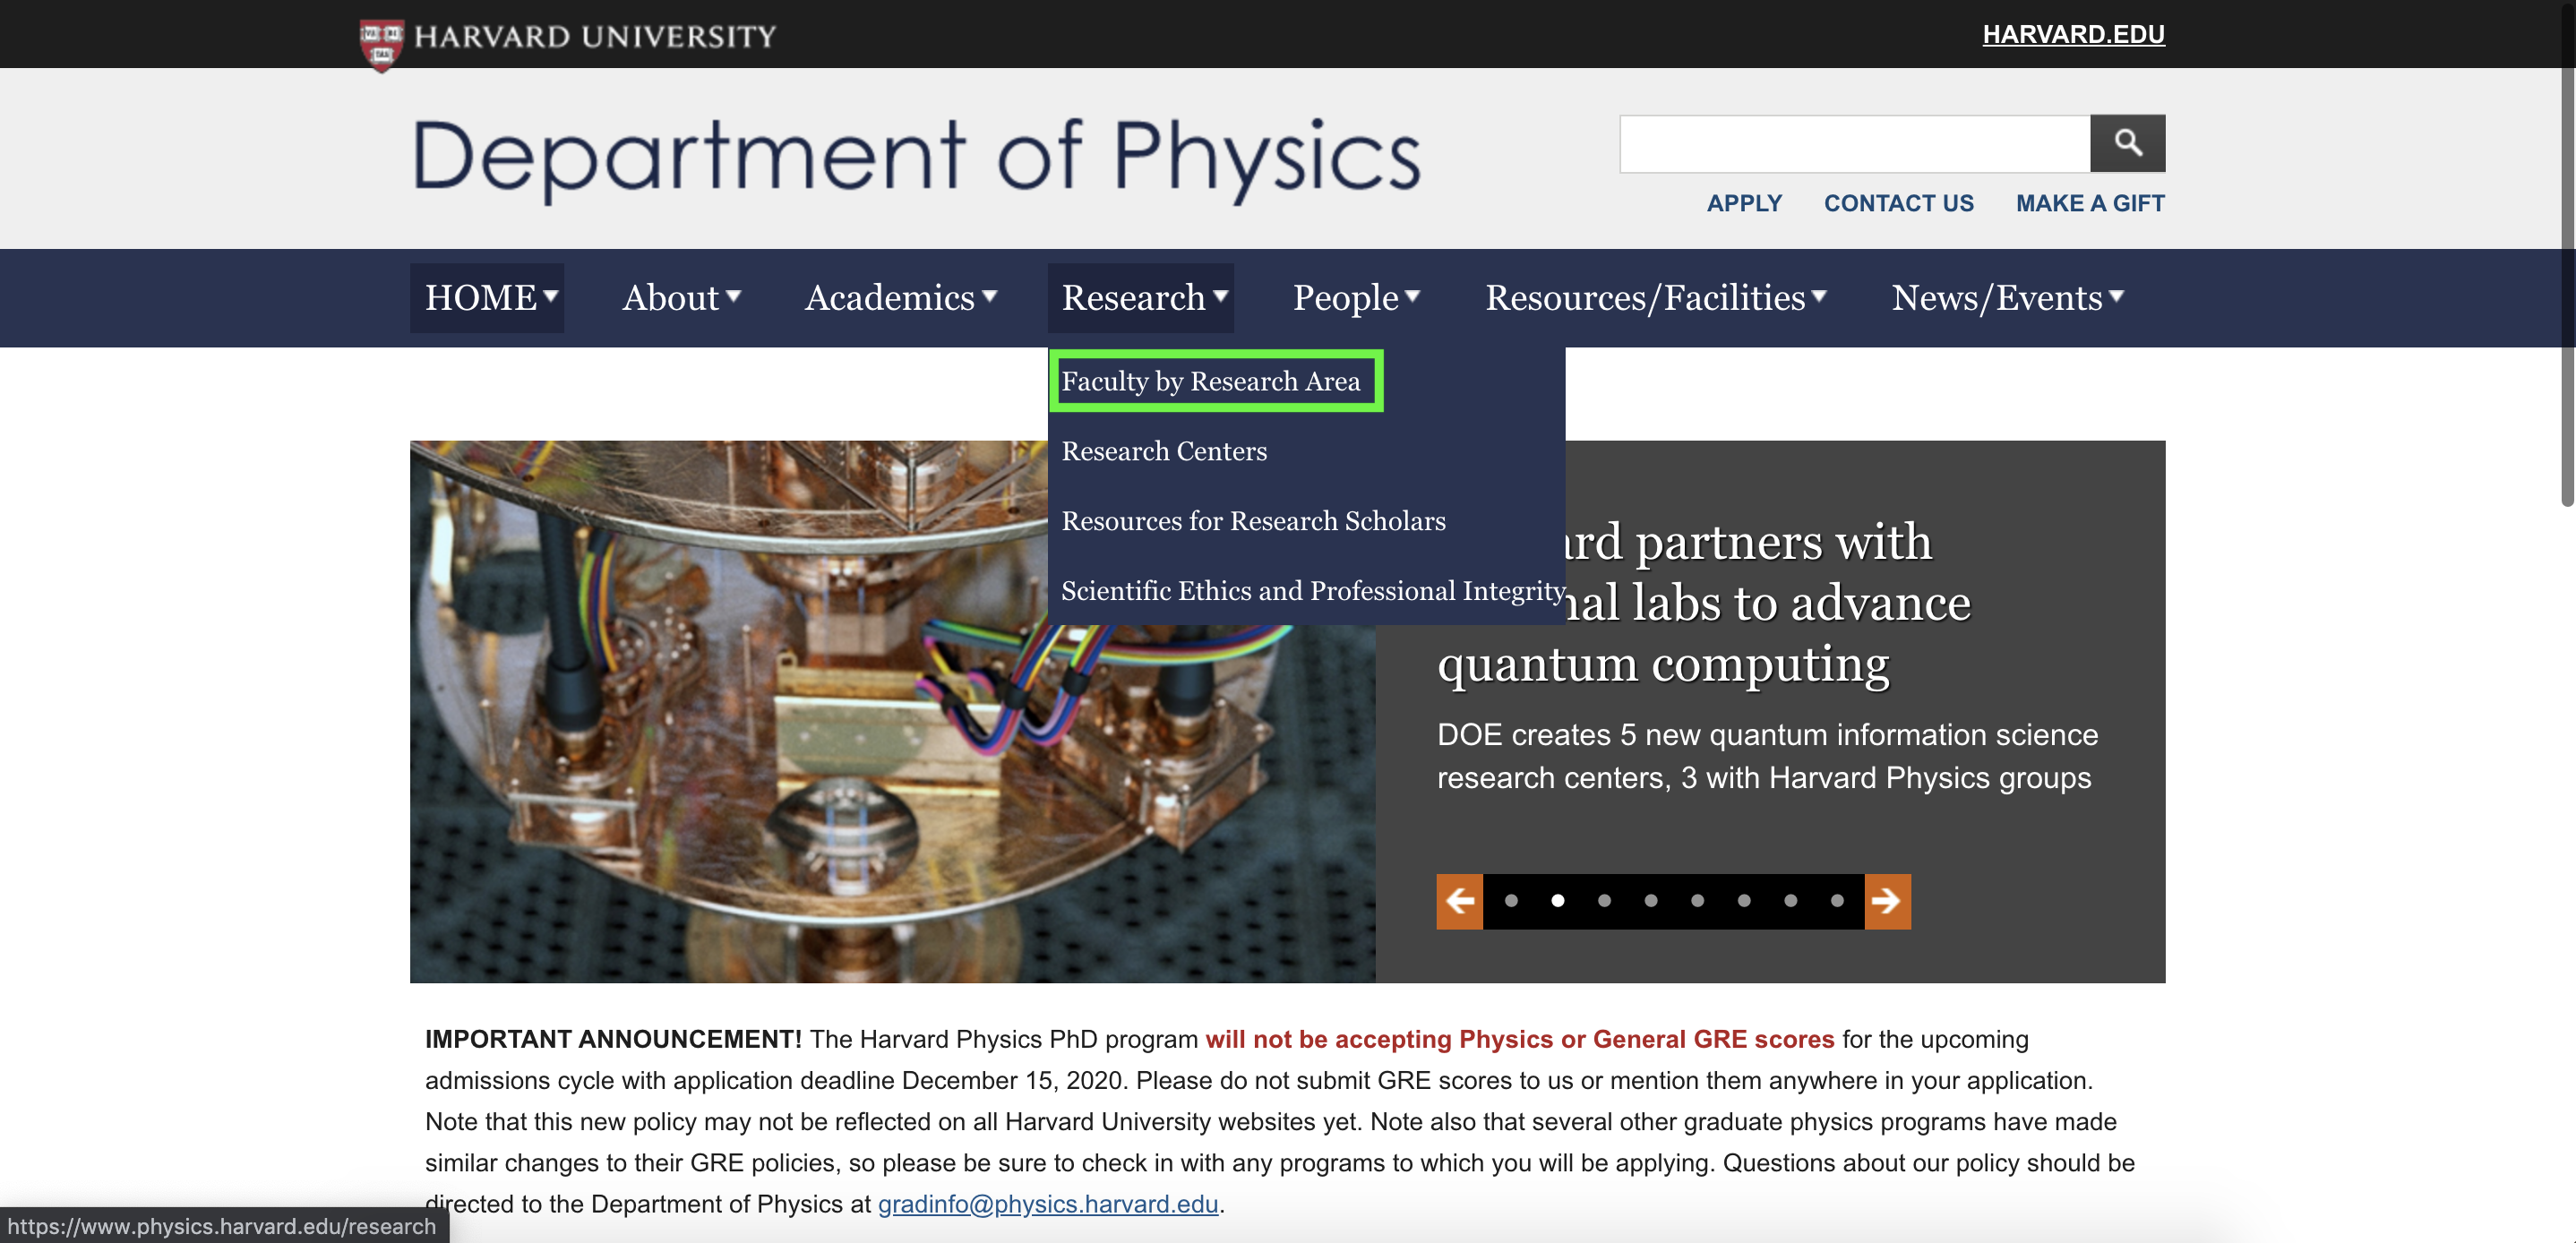 HARVARD UNIVERSITY
HARVARD.EDU
Department of Physics
APPLY CONTACT US MAKE A GIFT
HOME About Academics Research People Resources/Facilities News/Events
Faculty by Research Area
Research Centers
Resources for Research Scholars
Scientific Ethics and Professional Integrity
partners with
labs to advance
quantum computing
DOE creates 5 new quantum information science
research centers, 3 with Harvard Physics groups
IMPORTANT ANNOUNCEMENT! The Harvard Physics PhD program will not be accepting Physics or General GRE scores for the upcoming
admissions cycle with application deadline December 15, 2020. Please do not submit GRE scores to us or mention them anywhere in your application.
Note that this new policy may not be reflected on all Harvard University websites yet. Note also that several other graduate physics programs have made
similar changes to their GRE policies, so please be sure to check in with any programs to which you will be applying. Questions about our policy should be
directed to the Department of Physics at gradinfo@physics.harvard.edu.
https://www.physics.harvard.edu/research